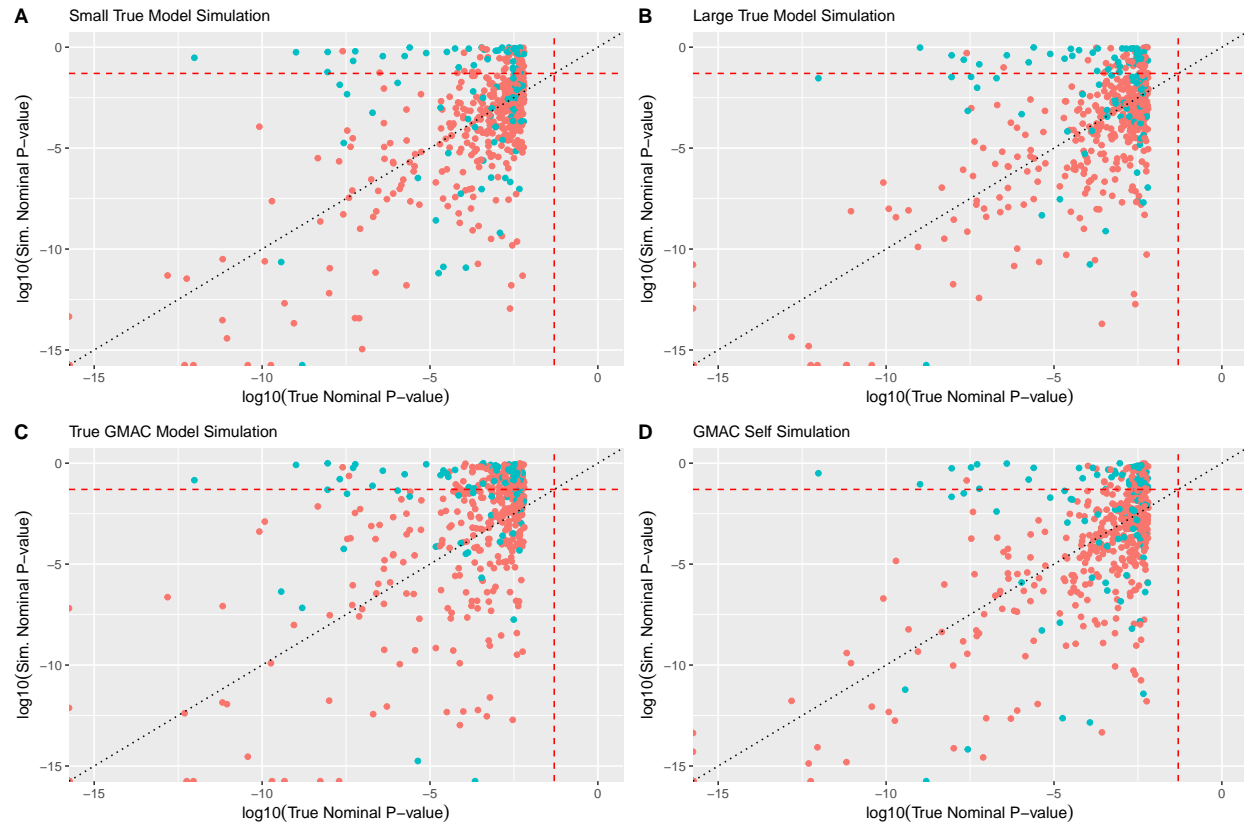 A Small True Model Simulation
0
−5
−10
−15
log10(Sim. Nominal P−value)
−15 −10 −5 0
log10(True Nominal P−value)
B Large True Model Simulation
0
−5
−10
−15
log10(Sim. Nominal P−value)
−15 −10 −5 0
log10(True Nominal P−value)
C True GMAC Model Simulation
0
−5
−10
−15
log10(Sim. Nominal P−value)
−15 −10 −5 0
log10(True Nominal P−value)
D GMAC Self Simulation
0
−5
−10
−15
log10(Sim. Nominal P−value)
−15 −10 −5 0
log10(True Nominal P−value)